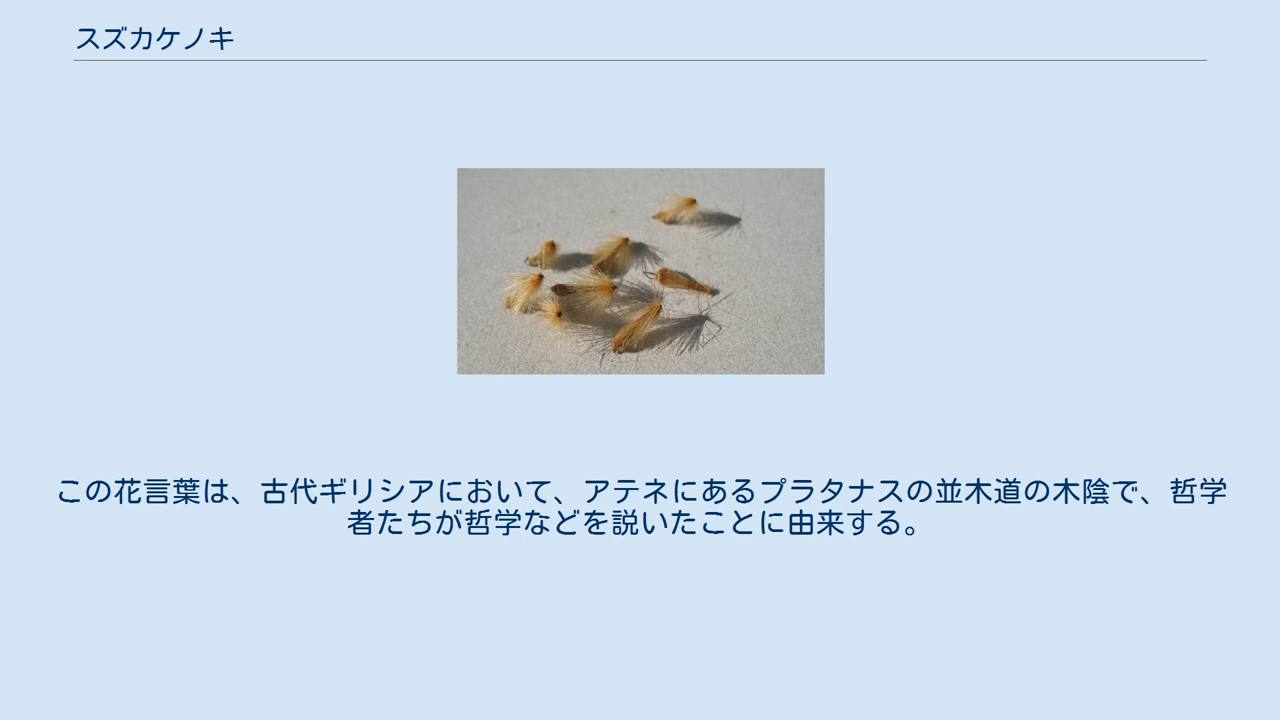 スズカケノキ
この花言葉は、古代ギリシアにおいて、アテネにあるプラタナスの並木道の木陰で、哲学
者たちが哲学などを説いたことに由来する。